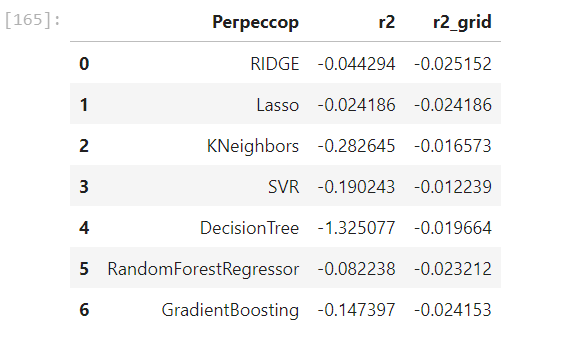 [165]:
Perpeccop r2 r2_grid
0 RIDGE -0.044294 -0.025152
1 Lasso -0.024186 -0.024186
2 KNeighbors -0.282645 -0.016573
3 SVR -0.190243 -0.012239
4 DecisionTree -1.325077 -0.019664
5 RandomForestRegressor -0.082238 -0.023212
6 GradientBoosting -0.147397 -0.024153